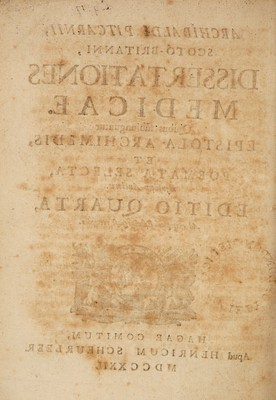 ARCHIBALDI PITCARNII,
SCOTO-BRITANNI,
DISSERTATIONES
MEDICAE.
EPISTOLA ARCHIMEDIS,
ET
POEMATA SELECTA,
EDITIO QUARTA,
HAGAE COMITUM,
Apud HENRICUM SCHEURLEER,
MDCCXXII.